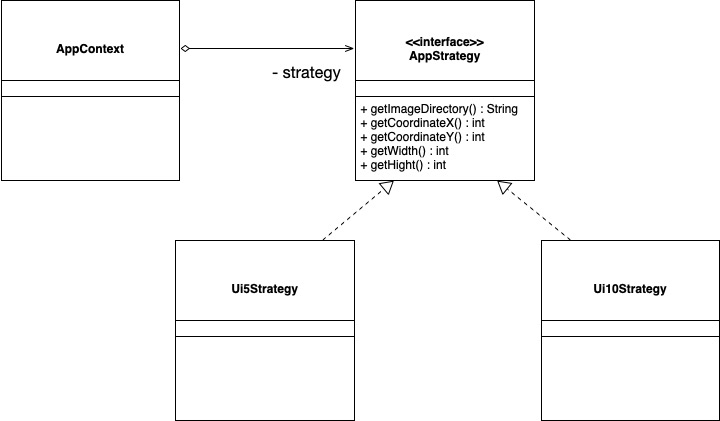 AppContext
<<interface>>
AppStrategy
- strategy
+ getImageDirectory() : String
+ getCoordinateX() : int
+ getCoordinateY() : int
+ getWidth() : int
+ getHight() : int
Ui5Strategy
Ui10Strategy